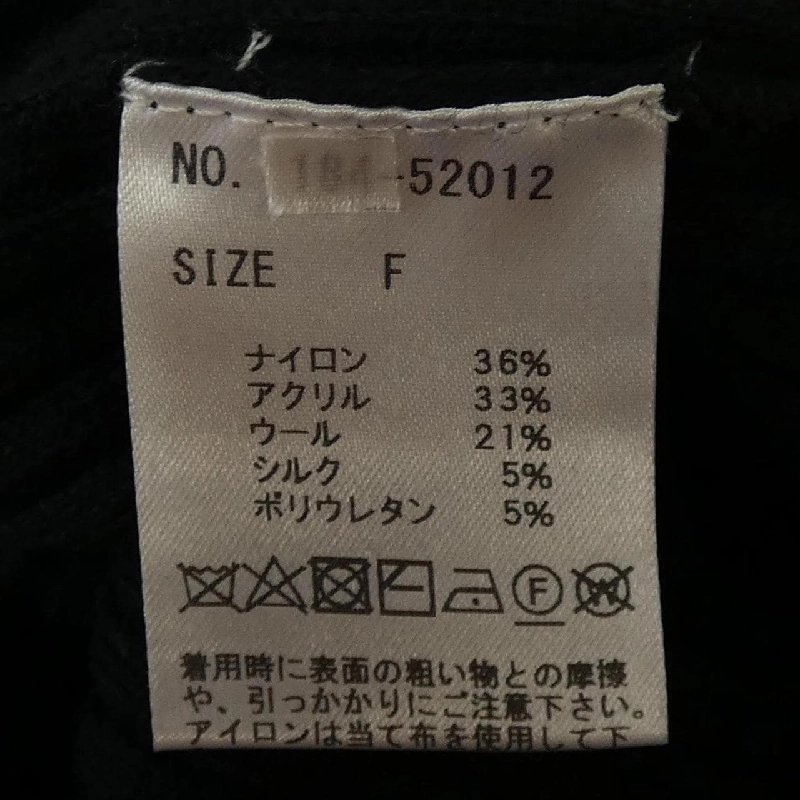 NO. 184-52012
SIZE F
ナイロン 36%
アクリル 33%
ウール 21%
シルク 5%
ポリウレタン 5%
F
W
着用時に表面の粗い物との摩擦
や、引っかかりにご注意下さい。
アイロンは当て布を使用して下